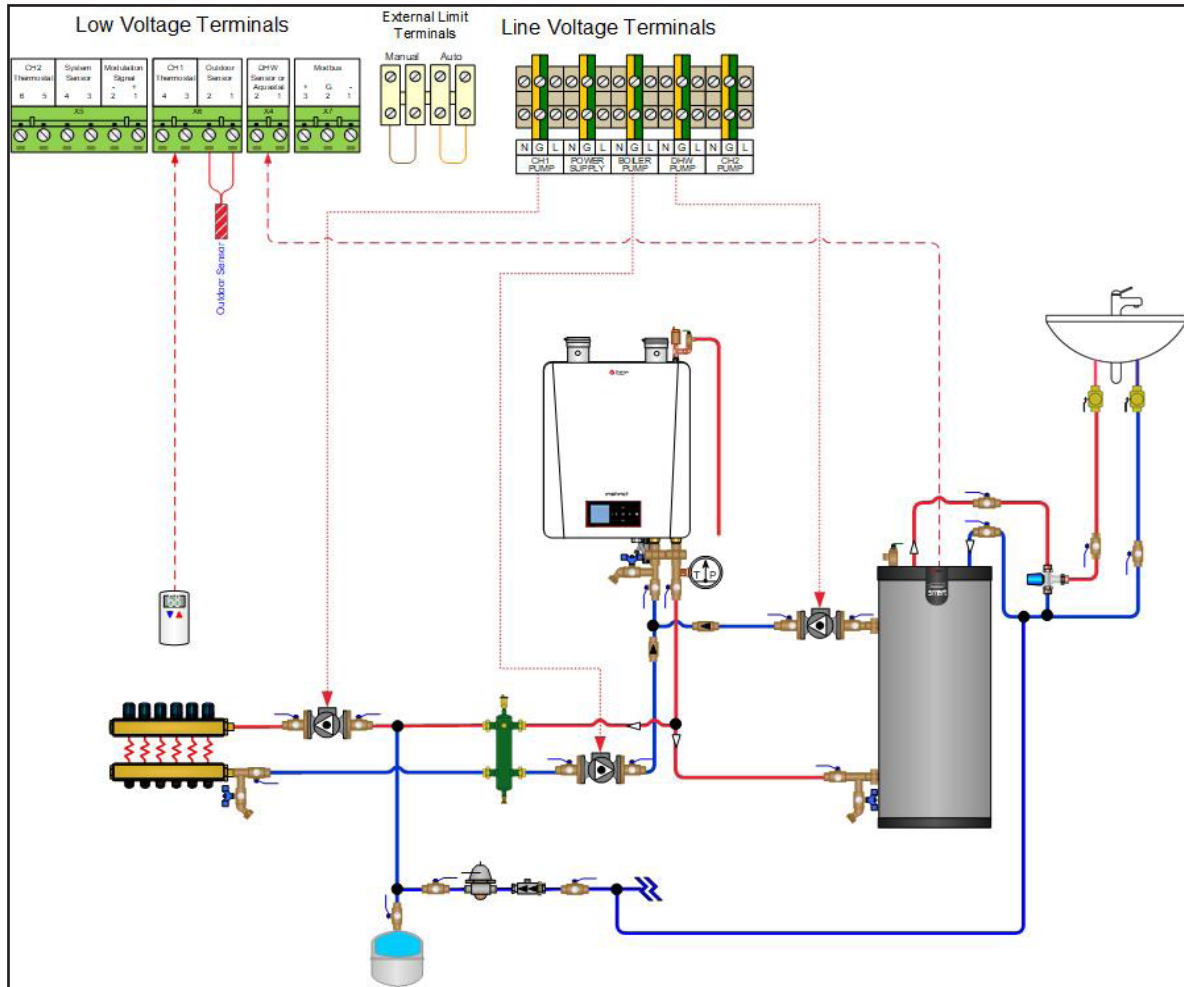 Low Voltage Terminals
External Limit
Terminals
Line Voltage Terminals
Manual Auto
CH2
Thermostat
6 5
System
Sensor
4 3
Modulation
Signal
- +
2 1
X5
CH1
Thermostat
4 3
Outdoor
Sensor
2 1
X6
DHW
Sensor or
Aquastat
2 1
X4
Modbus
+ G -
3 2 1
X7
N G L N G L N G L N G L N G L
CH1
PUMP
POWER
SUPPLY
BOILER
PUMP
DHW
PUMP
CH2
PUMP
Outdoor Sensor
T P
smart